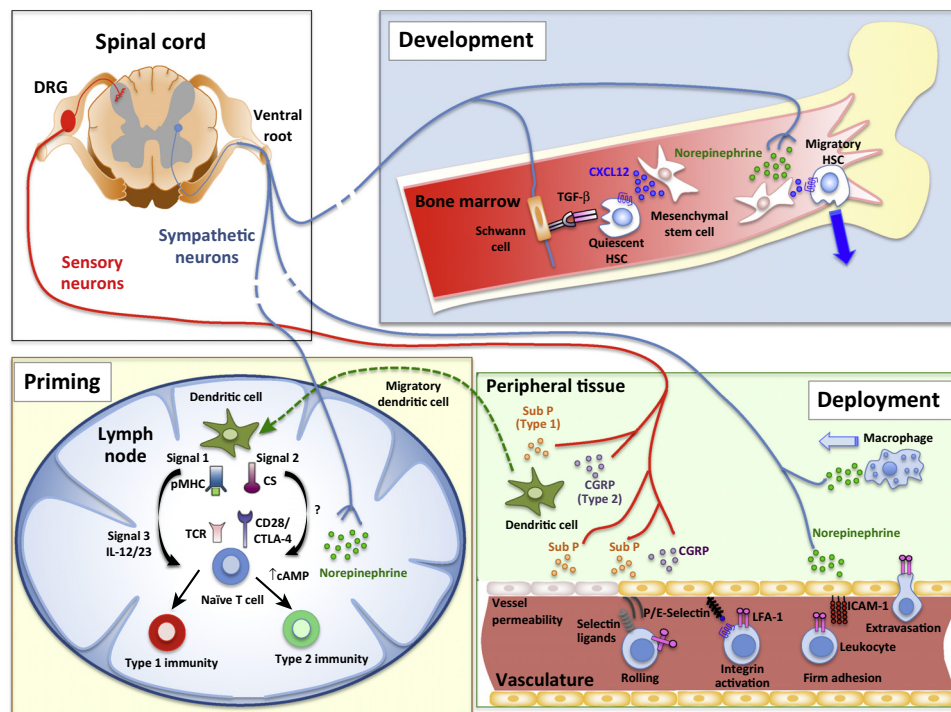 Spinal cord
DRG
Ventral
root
Sympathetic
neurons
Sensory
neurons
Development
Norepinephrine
Migratory
HSC
CXCL12
TGF-β
Bone marrow
Schwann
cell
Mesenchymal
stem cell
Quiescent
HSC
Priming
Dendritic cell
Migratory
dendritic cell
Lymph
node
Signal 1
Signal 2
pMHC
CS
?
Signal 3
IL-12/23
TCR
CD28/
CTLA-4
Norepinephrine
↑cAMP
Naïve T cell
Type 1 immunity
Type 2 immunity
Peripheral tissue
Deployment
Sub P
(Type 1)
CGRP
(Type 2)
Dendritic cell
Macrophage
Sub P
Sub P
CGRP
Norepinephrine
Vessel
permeability
P/E-Selectin
Selectin
ligands
LFA-1
ICAM-1
Extravasation
Leukocyte
Rolling
Integrin
activation
Firm adhesion
Vasculature